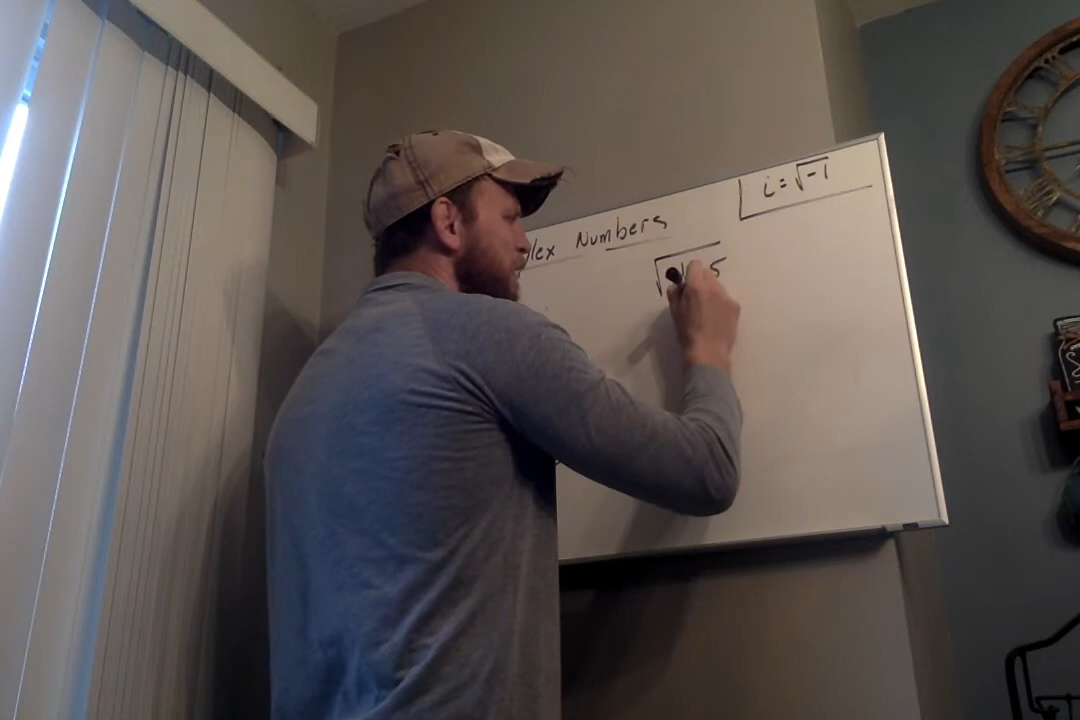 lex Numbers
i = √-1